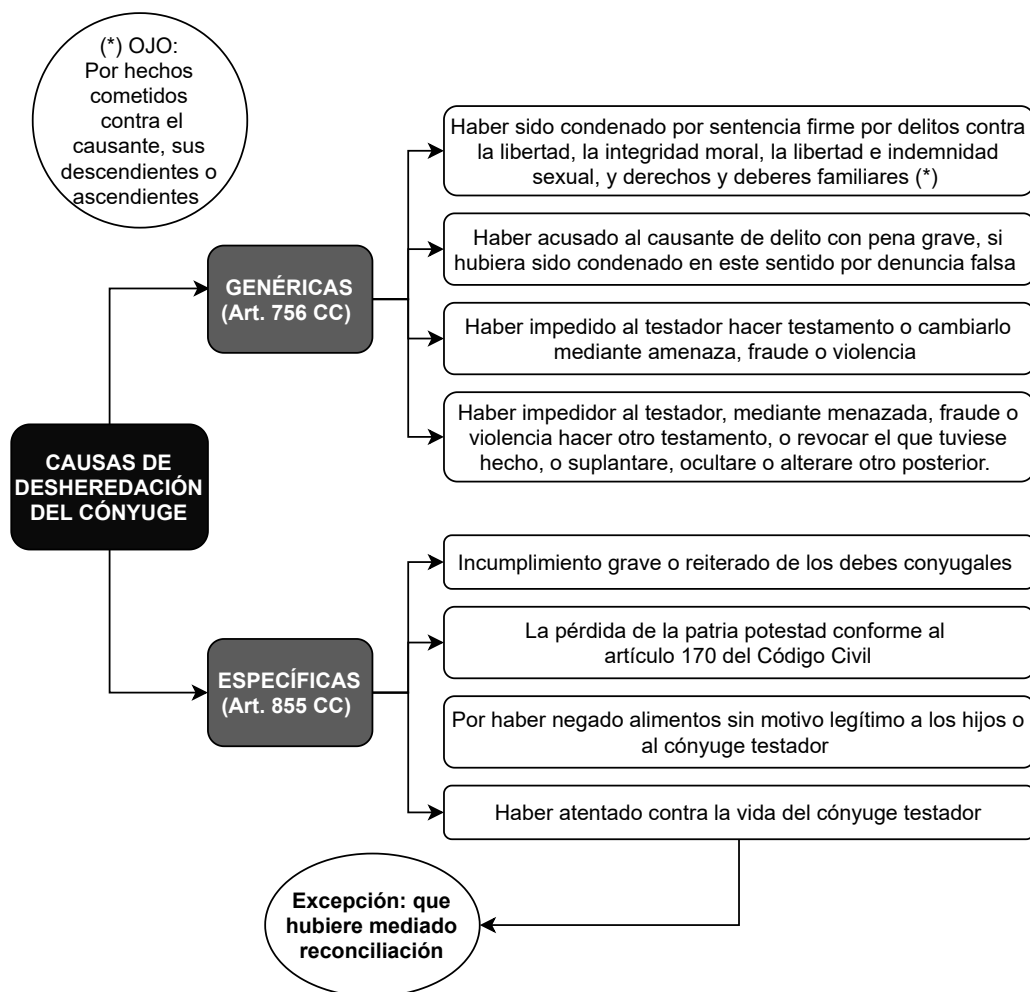 (*) OJO:
Por hechos
cometidos
contra el
causante, sus
descendientes o
ascendientes
Haber sido condenado por sentencia firme por delitos contra
la libertad, la integridad moral, la libertad e indemnidad
sexual, y derechos y deberes familiares (*)
Haber acusado al causante de delito con pena grave, si
hubiera sido condenado en este sentido por denuncia falsa
GENÉRICAS
(Art. 756 CC)
Haber impedido al testador hacer testamento o cambiarlo
mediante amenaza, fraude o violencia
Haber impedidor al testador, mediante menazada, fraude o
violencia hacer otro testamento, o revocar el que tuviese
hecho, o suplantare, ocultare o alterare otro posterior.
CAUSAS DE
DESHEREDACIÓN
DEL CÓNYUGE
Incumplimiento grave o reiterado de los debes conyugales
La pérdida de la patria potestad conforme al
artículo 170 del Código Civil
ESPECÍFICAS
(Art. 855 CC)
Por haber negado alimentos sin motivo legítimo a los hijos o
al cónyuge testador
Haber atentado contra la vida del cónyuge testador
Excepción: que
hubiere mediado
reconciliación